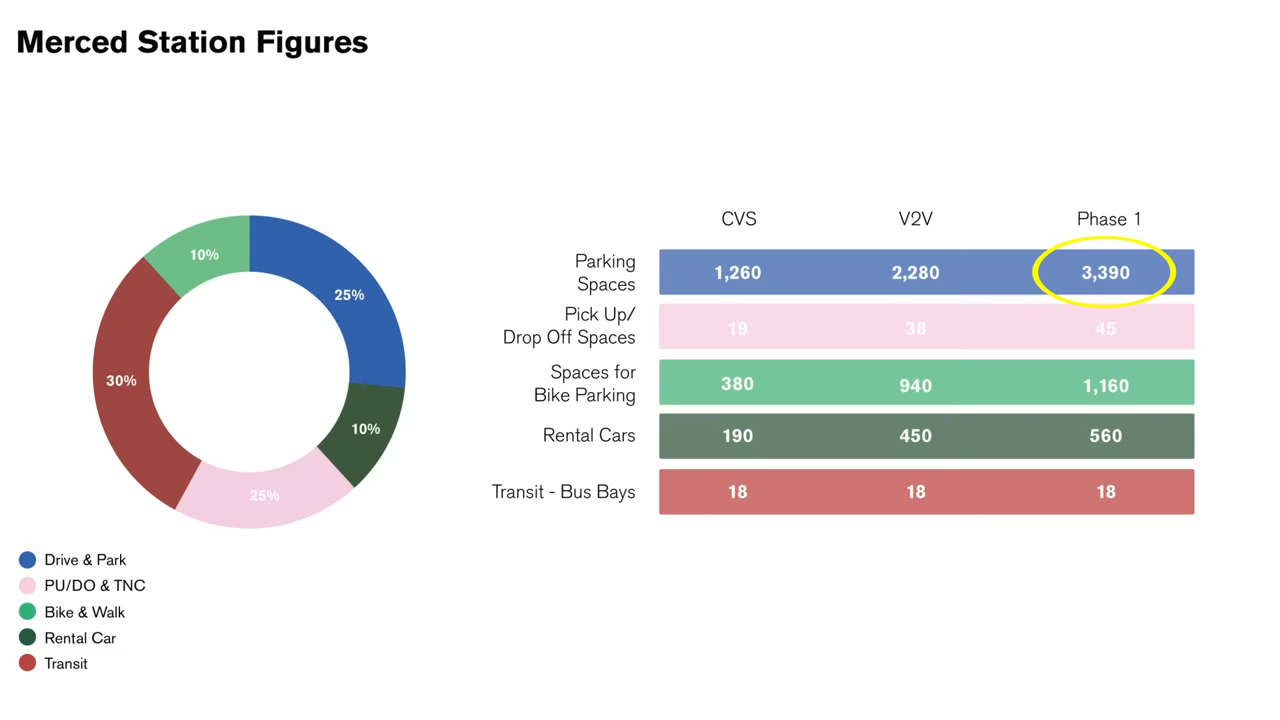 Merced Station Figures
10%
25%
30%
10%
25%
Drive & Park
PU/DO & TNC
Bike & Walk
Rental Car
Transit
CVS V2V Phase 1
Parking
Spaces
1,260 2,280 3,390
Pick Up/
Drop Off Spaces
19 38 45
Spaces for
Bike Parking
380 940 1,160
Rental Cars 190 450 560
Transit - Bus Bays 18 18 18